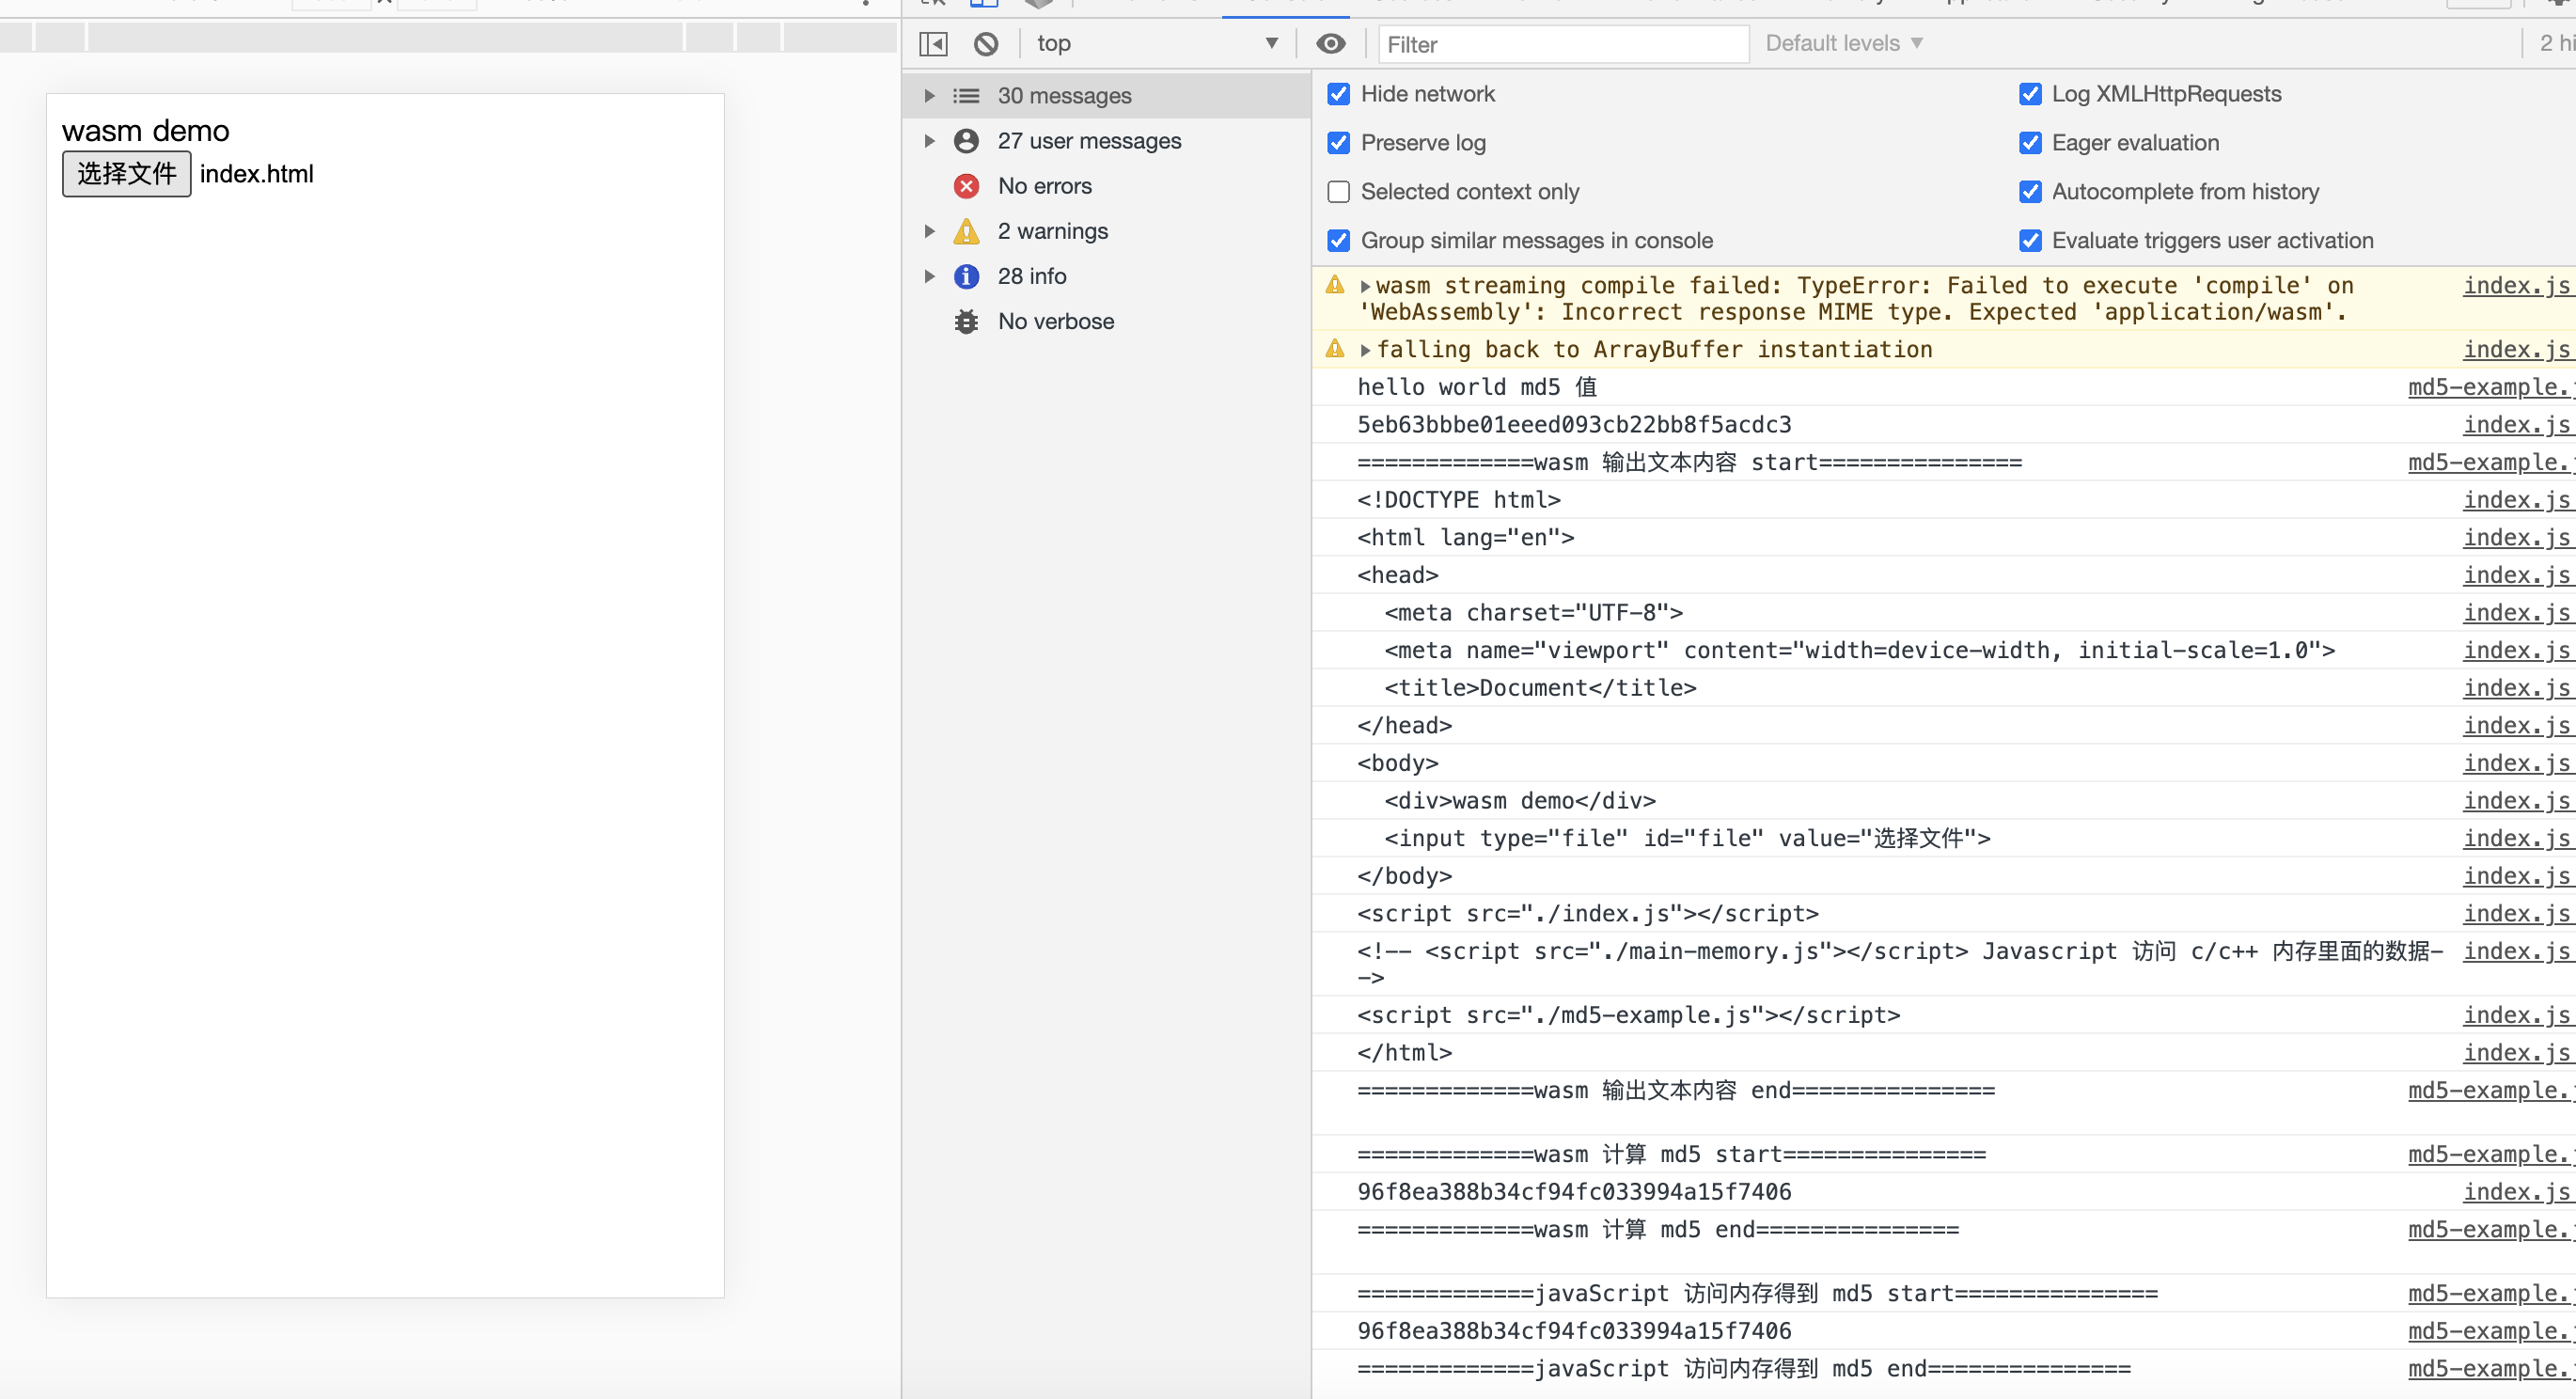 wasm demo
选择文件 index.html
top
Filter
Default levels
2 hi
30 messages
27 user messages
No errors
2 warnings
28 info
No verbose
Hide network
Log XMLHttpRequests
Preserve log
Eager evaluation
Selected context only
Autocomplete from history
Group similar messages in console
Evaluate triggers user activation
wasm streaming compile failed: TypeError: Failed to execute 'compile' on index.js
'WebAssembly': Incorrect response MIME type. Expected 'application/wasm'.
falling back to ArrayBuffer instantiation index.js
hello world md5 值 md5-example.j
5eb63bbbe01eeed093cb22bb8f5acdc3 index.js
=============wasm 输出文本内容 start=============== md5-example.j
<!DOCTYPE html> index.js
<html lang="en"> index.js
<head> index.js
<meta charset="UTF-8"> index.js
<meta name="viewport" content="width=device-width, initial-scale=1.0"> index.js
<title>Document</title> index.js
</head> index.js
<body> index.js
<div>wasm demo</div> index.js
<input type="file" id="file" value="选择文件"> index.js
</body> index.js
<script src="./index.js"></script> index.js
<!-- <script src="./main-memory.js"></script> Javascript 访问 c/c++ 内存里面的数据- index.js
->
<script src="./md5-example.js"></script> index.js
</html> index.js
=============wasm 输出文本内容 end=============== md5-example.j
=============wasm 计算 md5 start=============== md5-example.j
96f8ea388b34cf94fc033994a15f7406 index.js
=============wasm 计算 md5 end=============== md5-example.j
=============javaScript 访问内存得到 md5 start=============== md5-example.j
96f8ea388b34cf94fc033994a15f7406 md5-example.j
=============javaScript 访问内存得到 md5 end=============== md5-example.j